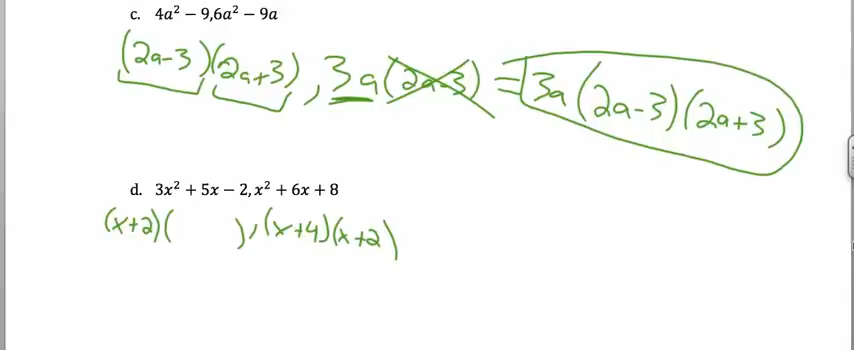 c. 4a² − 9,6a² − 9a
(2a-3)(2a+3), 3a(2a-3) = 3a(2a-3)(2a+3)
d. 3x² + 5x − 2, x² + 6x + 8
(x+2)( ), (x+4)(x+2)